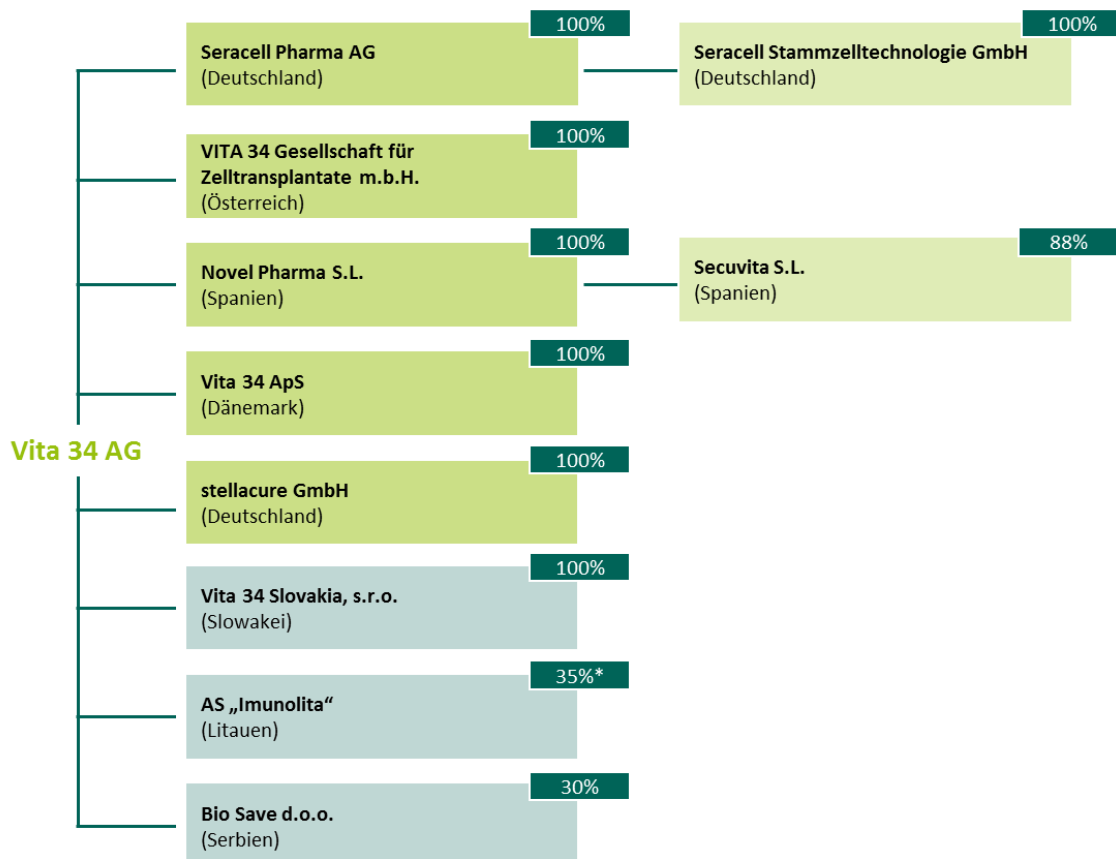 100%
Seracell Pharma AG
(Deutschland)
100%
Seracell Stammzelltechnologie GmbH
(Deutschland)
100%
VITA 34 Gesellschaft für
Zelltransplantate m.b.H.
(Österreich)
100%
Novel Pharma S.L.
(Spanien)
88%
Secuvita S.L.
(Spanien)
100%
Vita 34 ApS
(Dänemark)
Vita 34 AG
100%
stellacure GmbH
(Deutschland)
100%
Vita 34 Slovakia, s.r.o.
(Slowakei)
35%*
AS „Imunolita“
(Litauen)
30%
Bio Save d.o.o.
(Serbien)